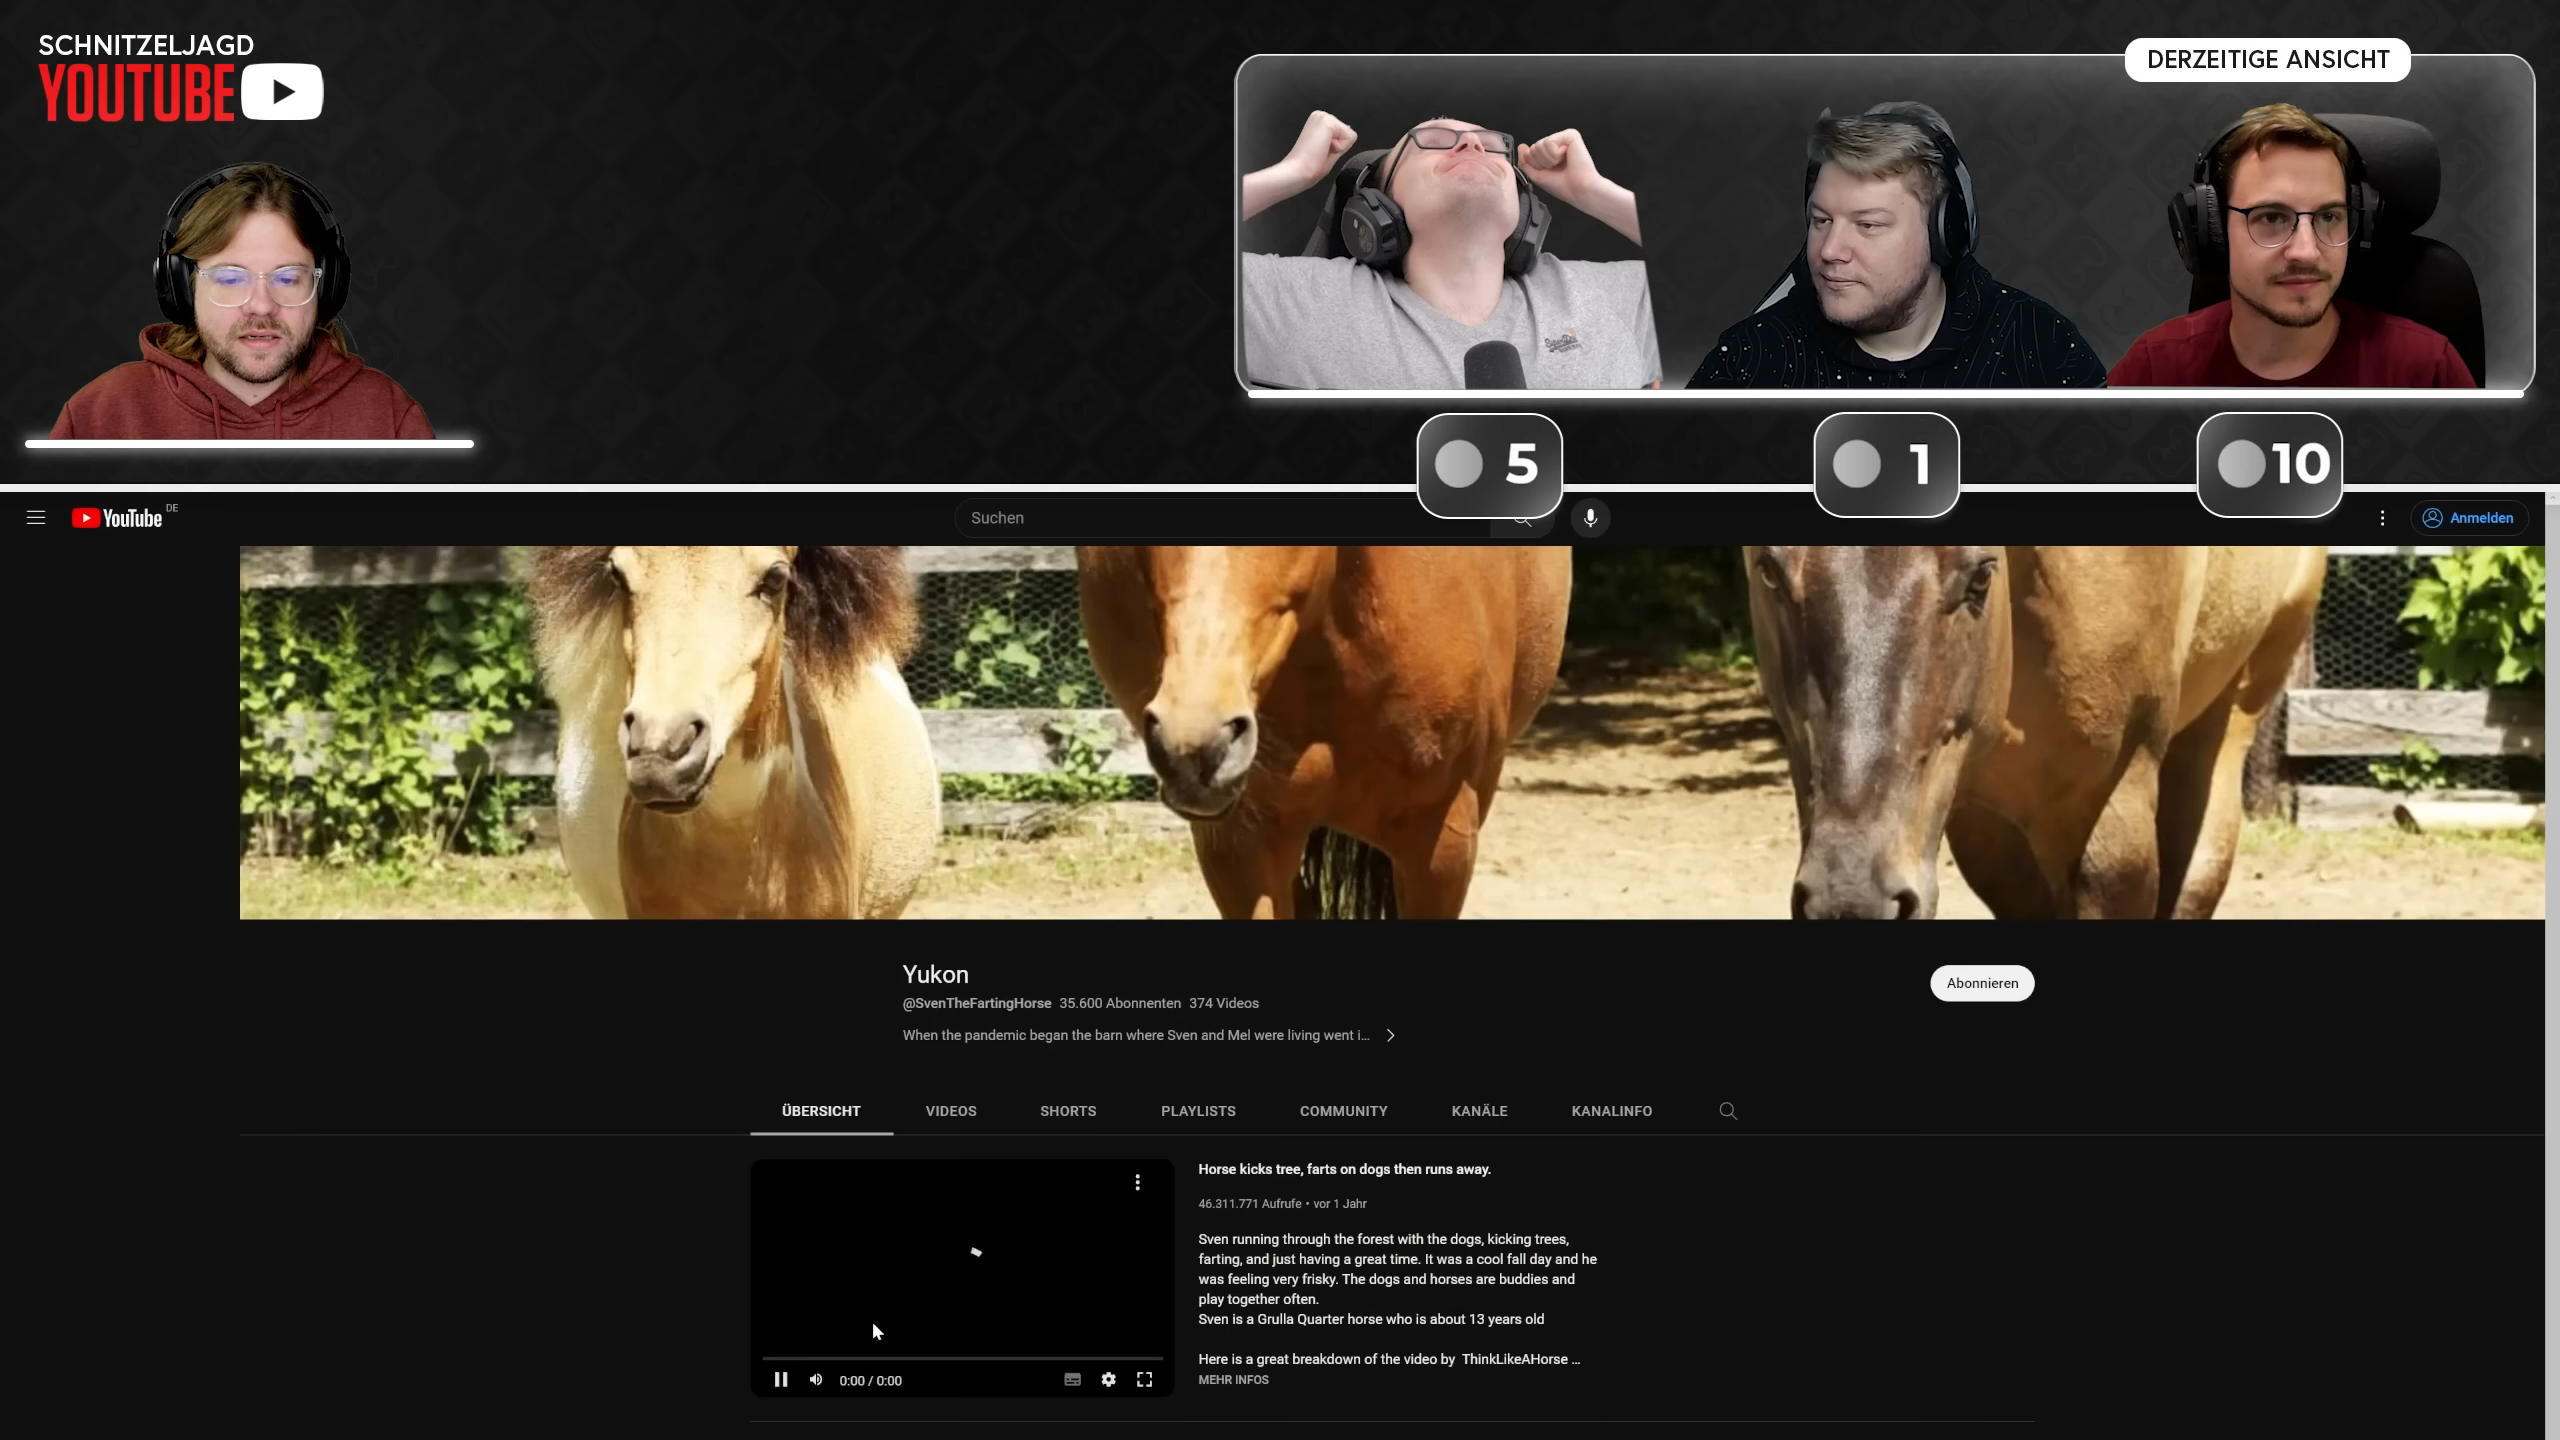 SCHNITZELJAGD
YOUTUBE
DERZEITIGE ANSICHT
5
1
10
YouTube DE
Suchen
Anmelden
Yukon
Abonnieren
@SvenTheFartingHorse 35.600 Abonnenten 374 Videos
When the pandemic began the barn where Sven and Mel were living went i...
ÜBERSICHT VIDEOS SHORTS PLAYLISTS COMMUNITY KANÄLE KANALINFO
Horse kicks tree, farts on dogs then runs away.
46.311.771 Aufrufe • vor 1 Jahr
Sven running through the forest with the dogs, kicking trees,
farting, and just having a great time. It was a cool fall day and he
was feeling very frisky. The dogs and horses are buddies and
play together often.
Sven is a Grulla Quarter horse who is about 13 years old
Here is a great breakdown of the video by ThinkLikeAHorse ...
MEHR INFOS
0:00 / 0:00